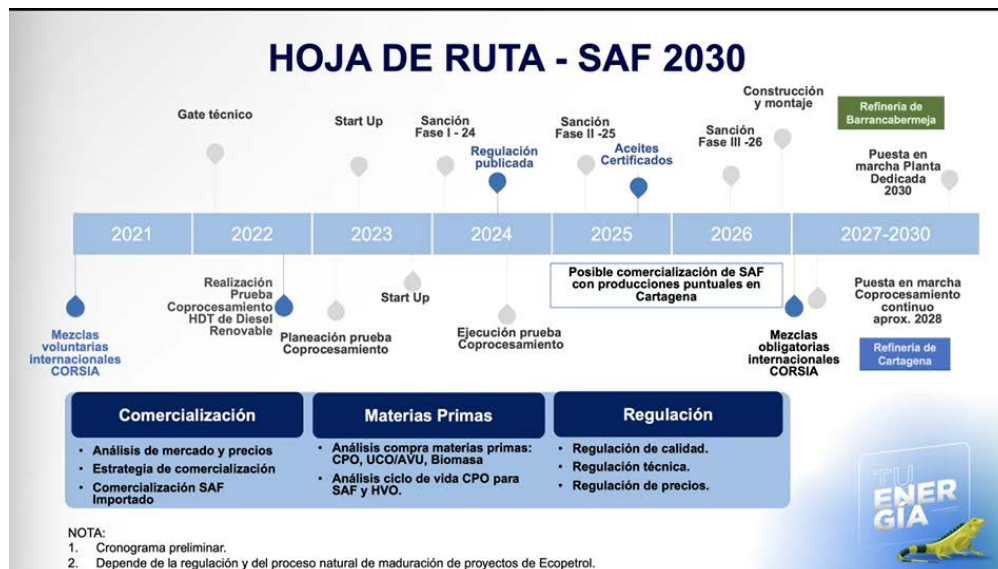 HOJA DE RUTA - SAF 2030
Gate técnico
Start Up
Sanción
Fase I - 24
Regulación
publicada
Sanción
Fase II -25
Aceites
Certificados
Sanción
Fase III -26
Construcción
y montaje
Refinería de
Barrancabermeja
Puesta en
marcha Planta
Dedicada
2030
2021
2022
2023
2024
2025
2026
2027-2030
Mezclas
voluntarias
internacionales
CORSIA
Realización
Prueba
Coprocesamiento
HDT de Diesel
Renovable
Planeación prueba
Coprocesamiento
Start Up
Ejecución prueba
Coprocesamiento
Posible comercialización de SAF
con producciones puntuales en
Cartagena
Mezclas
obligatorias
internacionales
CORSIA
Puesta en marcha
Coprocesamiento
continuo
aprox. 2028
Refinería de
Cartagena
Comercialización
• Análisis de mercado y precios
• Estrategia de comercialización
• Comercialización SAF
Importado
Materias Primas
• Análisis compra materias primas:
CPO, UCO/AVU, Biomasa
• Análisis ciclo de vida CPO para
SAF y HVO.
Regulación
• Regulación de calidad.
• Regulación técnica.
• Regulación de precios.
TU
ENER
GÍA
NOTA:
1. Cronograma preliminar.
2. Depende de la regulación y del proceso natural de maduración de proyectos de Ecopetrol.